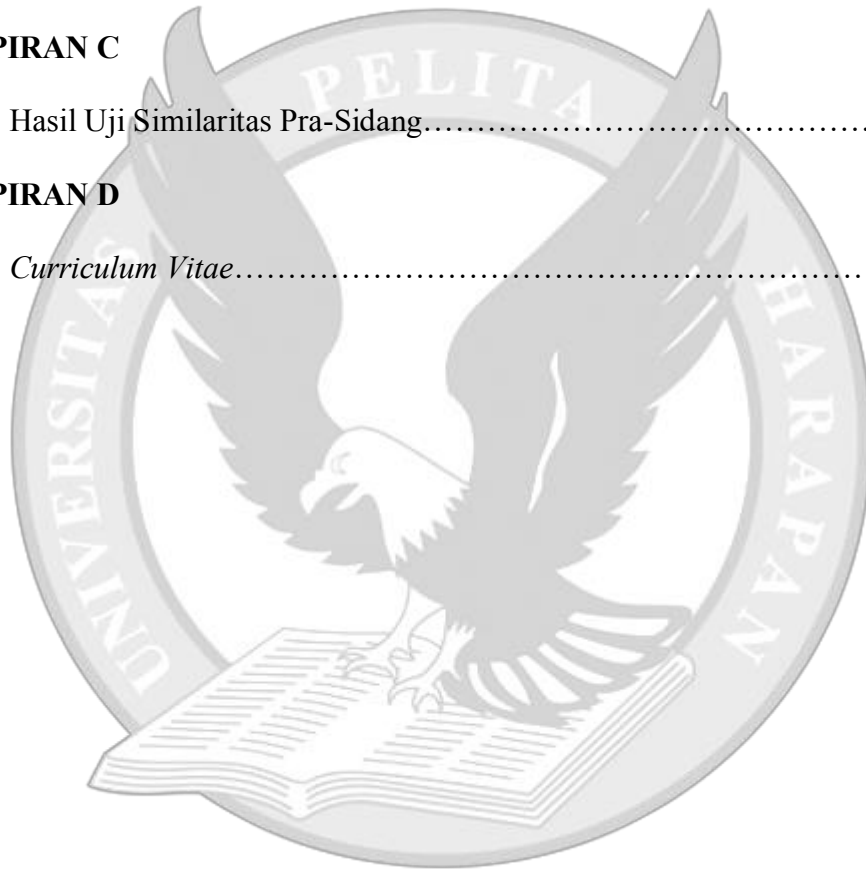 PIRAN C
PELITA
Hasil Uji Similaritas Pra-Sidang……………………………………
PIRAN D
Curriculum Vitae……………………………………………………
UNIVERSITAS
HARAPAN